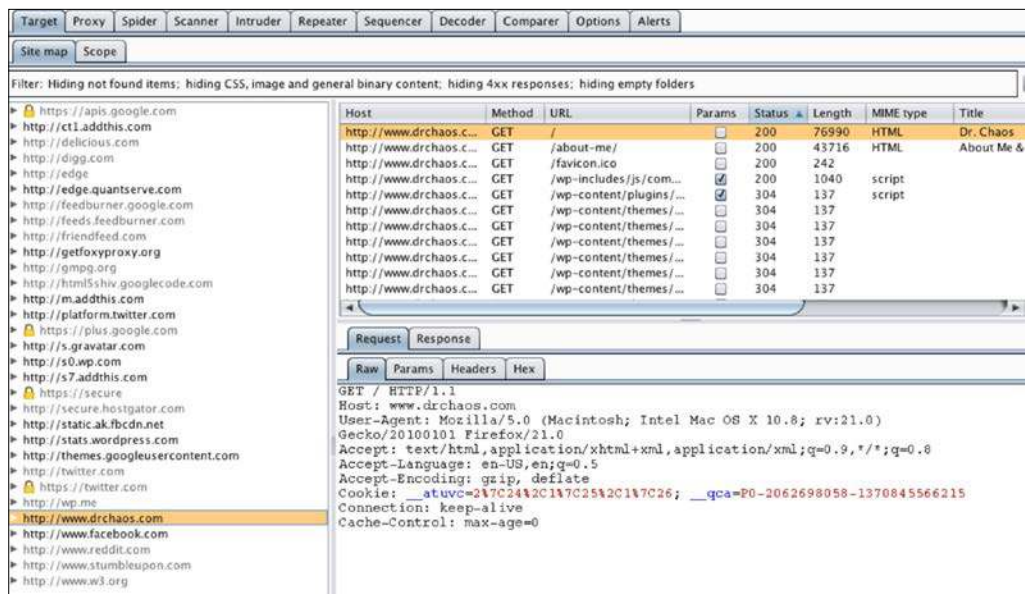 Target Proxy Spider Scanner Intruder Repeater Sequencer Decoder Comparer Options Alerts
Site map Scope
Filter: Hiding not found items; hiding CSS, image and general binary content; hiding 4xx responses; hiding empty folders
https://apis.google.com
http://ct1.addthis.com
http://delicious.com
http://digg.com
http://edge
http://edge.quantserve.com
http://feedburner.google.com
http://feeds.feedburner.com
http://friendfeed.com
http://getfoxyproxy.org
http://gmpg.org
http://html5shiv.googlecode.com
http://m.addthis.com
http://platform.twitter.com
https://plus.google.com
http://s.gravatar.com
http://s0.wp.com
http://s7.addthis.com
https://secure
http://secure.hostgator.com
http://static.ak.fbcdn.net
http://stats.wordpress.com
http://themes.googleusercontent.com
http://twitter.com
https://twitter.com
http://wp.me
http://www.drchaos.com
http://www.facebook.com
http://www.reddit.com
http://www.stumbleupon.com
http://www.w3.org
Host Method URL Params Status Length MIME type Title
http://www.drchaos.c... GET / 200 76990 HTML Dr. Chaos
http://www.drchaos.c... GET /about-me/ 200 43716 HTML About Me &
http://www.drchaos.c... GET /favicon.ico 200 242
http://www.drchaos.c... GET /wp-includes/js/com... 200 1040 script
http://www.drchaos.c... GET /wp-content/plugins/... 304 137 script
http://www.drchaos.c... GET /wp-content/themes/... 304 137
http://www.drchaos.c... GET /wp-content/themes/... 304 137
http://www.drchaos.c... GET /wp-content/themes/... 304 137
http://www.drchaos.c... GET /wp-content/themes/... 304 137
http://www.drchaos.c... GET /wp-content/themes/... 304 137
http://www.drchaos.c... GET /wp-content/themes/... 304 137
Request Response
Raw Params Headers Hex
GET / HTTP/1.1
Host: www.drchaos.com
User-Agent: Mozilla/5.0 (Macintosh; Intel Mac OS X 10.8; rv:21.0)
Gecko/20100101 Firefox/21.0
Accept: text/html,application/xhtml+xml,application/xml;q=0.9,*/*;q=0.8
Accept-Language: en-US,en;q=0.5
Accept-Encoding: gzip, deflate
Cookie: __atuvc=2%7C24%2C1%7C25%2C1%7C26; __qca=P0-2062698058-1370845566215
Connection: keep-alive
Cache-Control: max-age=0